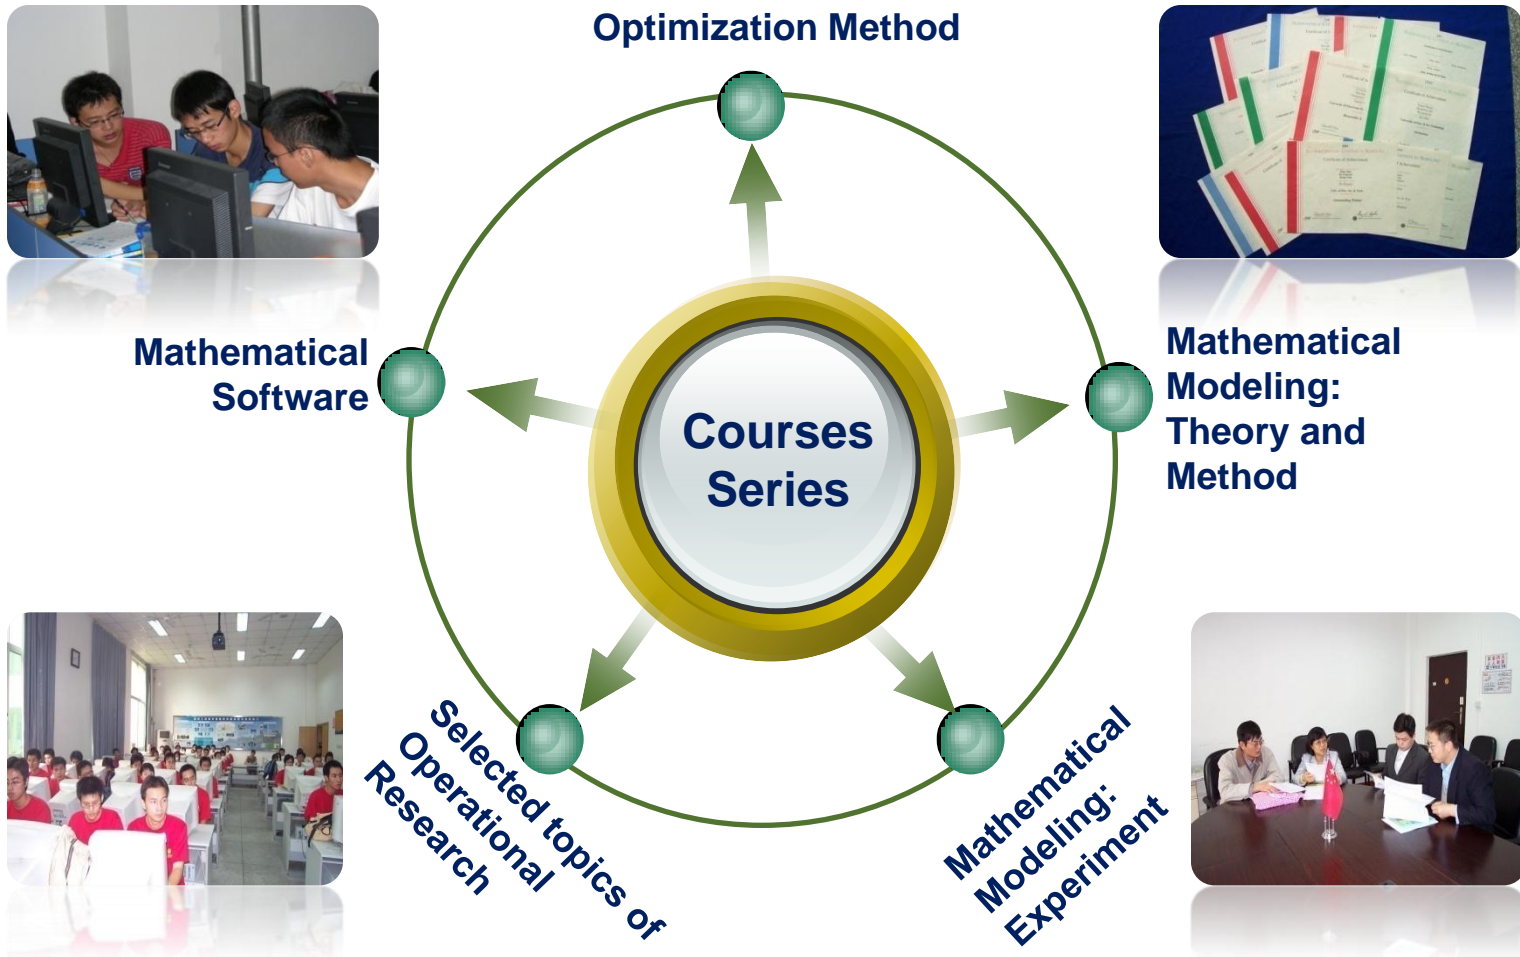 Optimization Method
Mathematical
Software
Mathematical
Modeling:
Theory and
Method
Courses
Series
Selected topics of
Operational
Research
Mathematical
Modeling:
Experiment